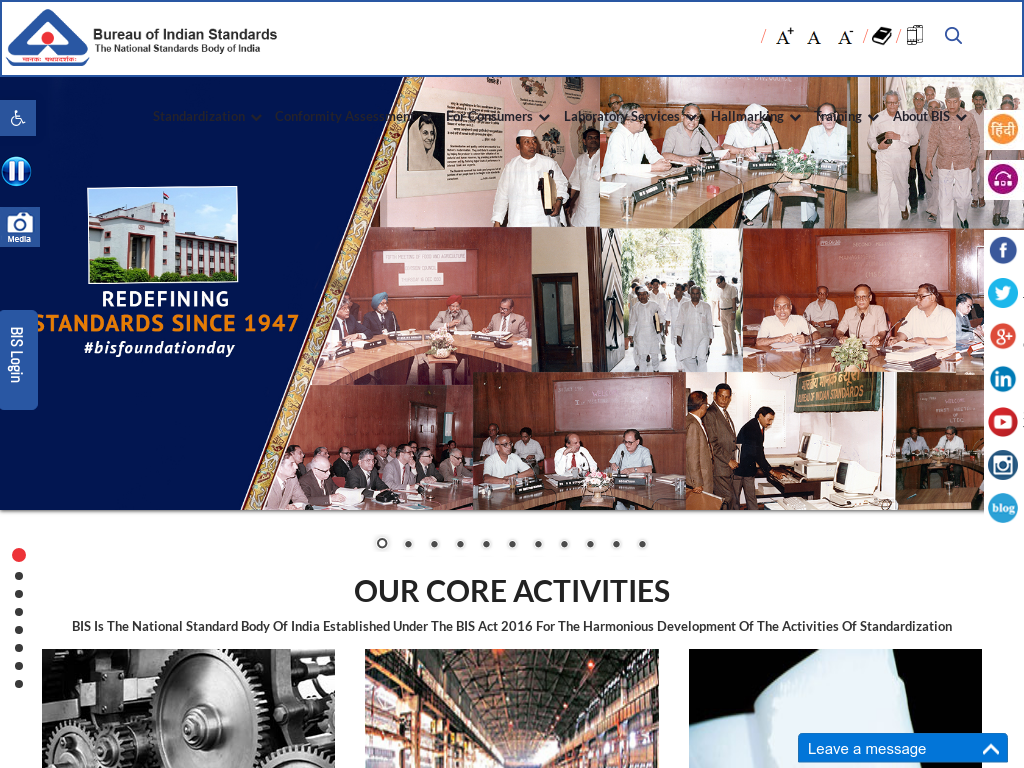 Bureau of Indian Standards
The National Standards Body of India
मानकः पथप्रदर्शकः
/ A+ A A- / /
Standardization
Conformity Assessment
For Consumers
Laboratory Services
Hallmarking
Training
About BIS
हिंदी
Media
BIS Login
REDEFINING
STANDARDS SINCE 1947
#bisfoundationday
BUREAU OF INDIAN STANDARDS
blog
OUR CORE ACTIVITIES
BIS Is The National Standard Body Of India Established Under The BIS Act 2016 For The Harmonious Development Of The Activities Of Standardization
Leave a message